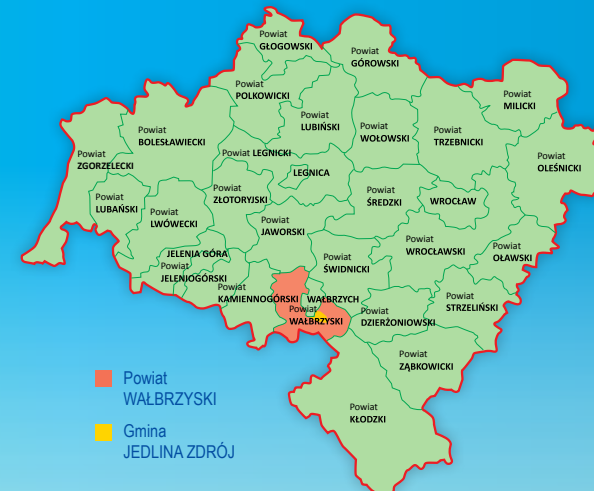 Powiat
GŁOGOWSKI
Powiat
GÓROWSKI
Powiat
POLKOWICKI
Powiat
MILICKI
Powiat
LUBIŃSKI
Powiat
BOLESŁAWIECKI
Powiat
WOŁOWSKI
Powiat
TRZEBNICKI
Powiat
ZGORZELECKI
Powiat LEGNICKI
Powiat
OLEŚNICKI
LEGNICA
Powiat
ZŁOTORYJSKI
Powiat
ŚREDZKI
WROCŁAW
Powiat
LUBAŃSKI
Powiat
LWÓWECKI
Powiat
JAWORSKI
Powiat
WROCŁAWSKI
Powiat
OŁAWSKI
JELENIA GÓRA
Powiat
JELENIOGÓRSKI
Powiat
ŚWIDNICKI
Powiat
KAMIENNOGÓRSKI
WAŁBRZYCH
Powiat
STRZELIŃSKI
Powiat
WAŁBRZYSKI
Powiat
DZIERŻONIOWSKI
Powiat
ZĄBKOWICKI
Powiat
KŁODZKI
Powiat
WAŁBRZYSKI
Gmina
JEDLINA ZDRÓJ